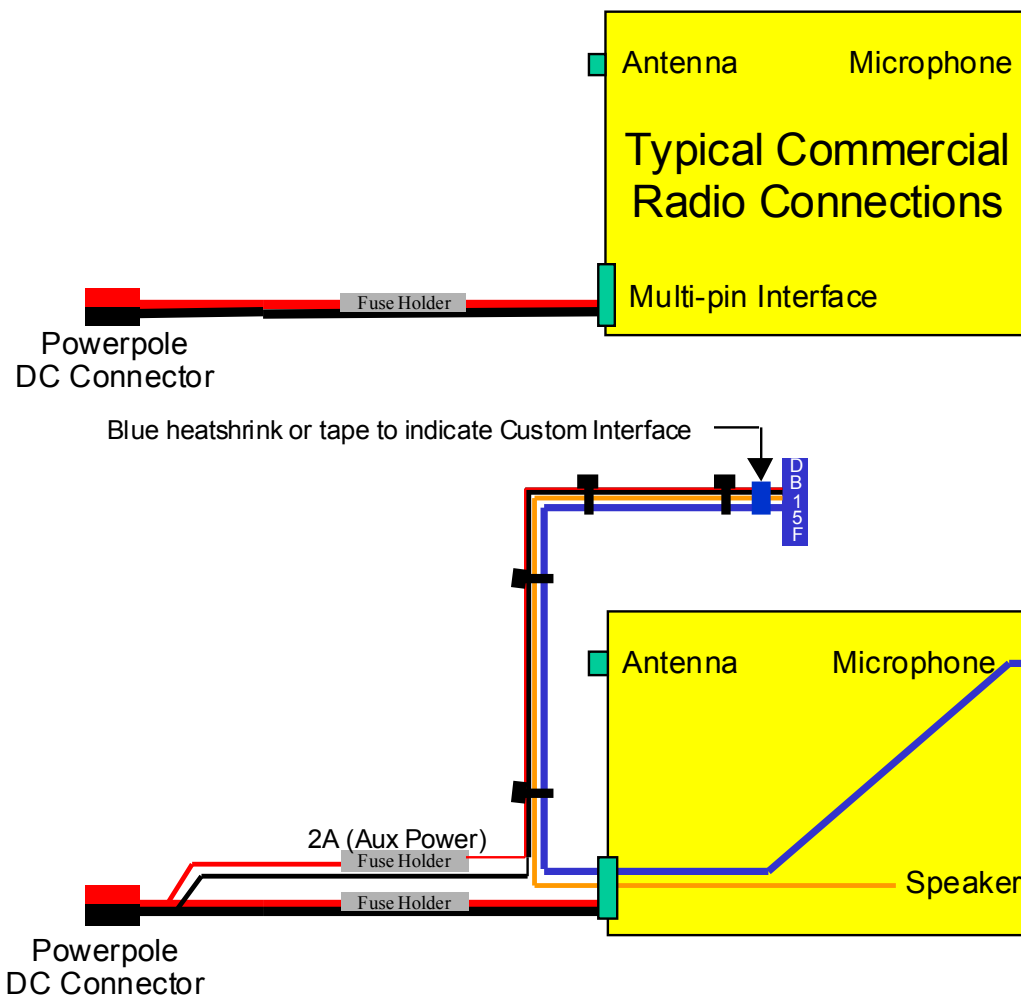 Antenna
Microphone
Typical Commercial
Radio Connections
Multi-pin Interface
Fuse Holder
Powerpole
DC Connector
Blue heatshrink or tape to indicate Custom Interface
D
B
1
5
F
Antenna
Microphone
2A (Aux Power)
Fuse Holder
Speaker
Fuse Holder
Powerpole
DC Connector